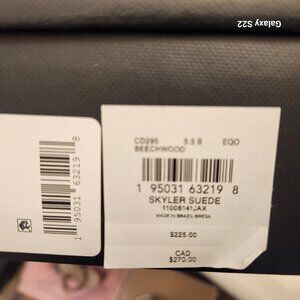 Galaxy S22
CD295 5.5 B EQO
BEECHWOOD
1 95031 63219 8
SKYLER SUEDE
11006141JAX
MADE IN BRAZIL/BRÉSIL
$225.00
CAD
$270.00
1 95031 63219 8